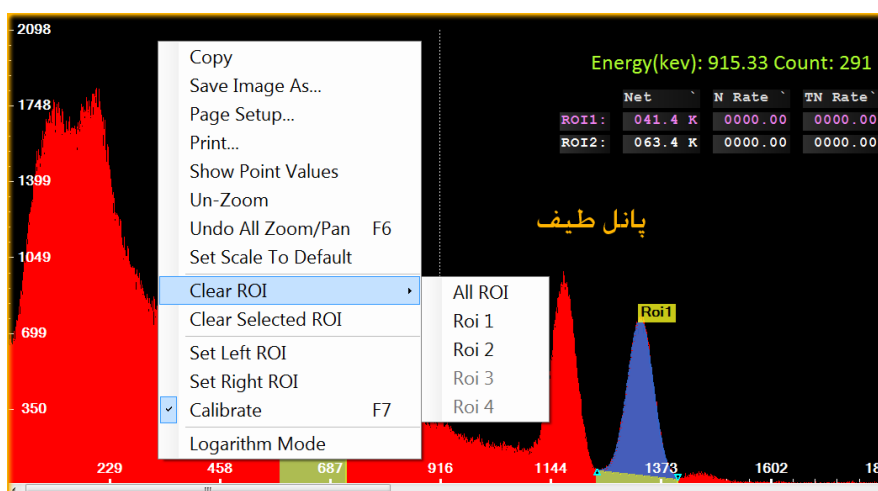 2098
Energy(kev): 915.33 Count: 291
Net ` N Rate ` TN Rate`
ROI1: 041.4 K 0000.00 0000.00
ROI2: 063.4 K 0000.00 0000.00
پانل طیف
1748
1399
1049
699
350
Copy
Save Image As...
Page Setup...
Print...
Show Point Values
Un-Zoom
Undo All Zoom/Pan F6
Set Scale To Default
Clear ROI
Clear Selected ROI
Set Left ROI
Set Right ROI
Calibrate F7
Logarithm Mode
All ROI
Roi 1
Roi 2
Roi 3
Roi 4
Roi1
229 458 687 916 1144 1373 1602 18